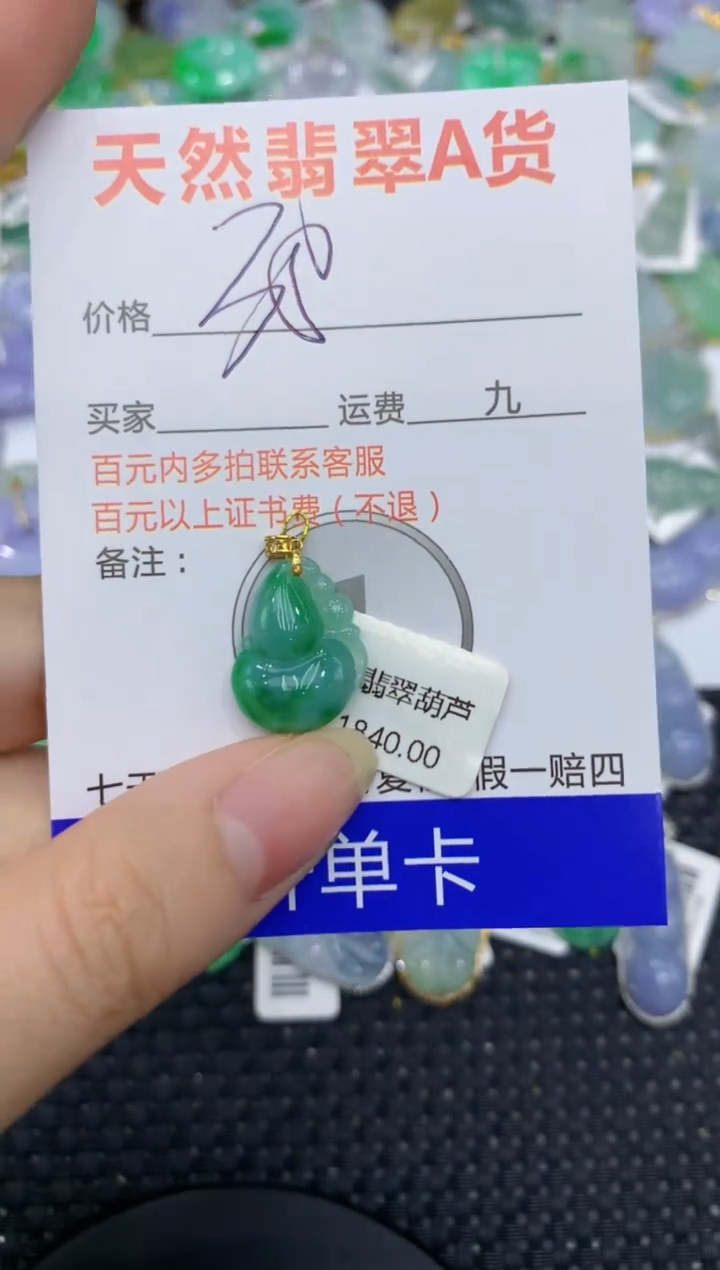 天然翡翠A货
价格
买家 运费 九
百元内多拍联系客服
百元以上证书费（不退）
备注：
翡翠葫芦
1840.00
七天 假一赔四
单卡